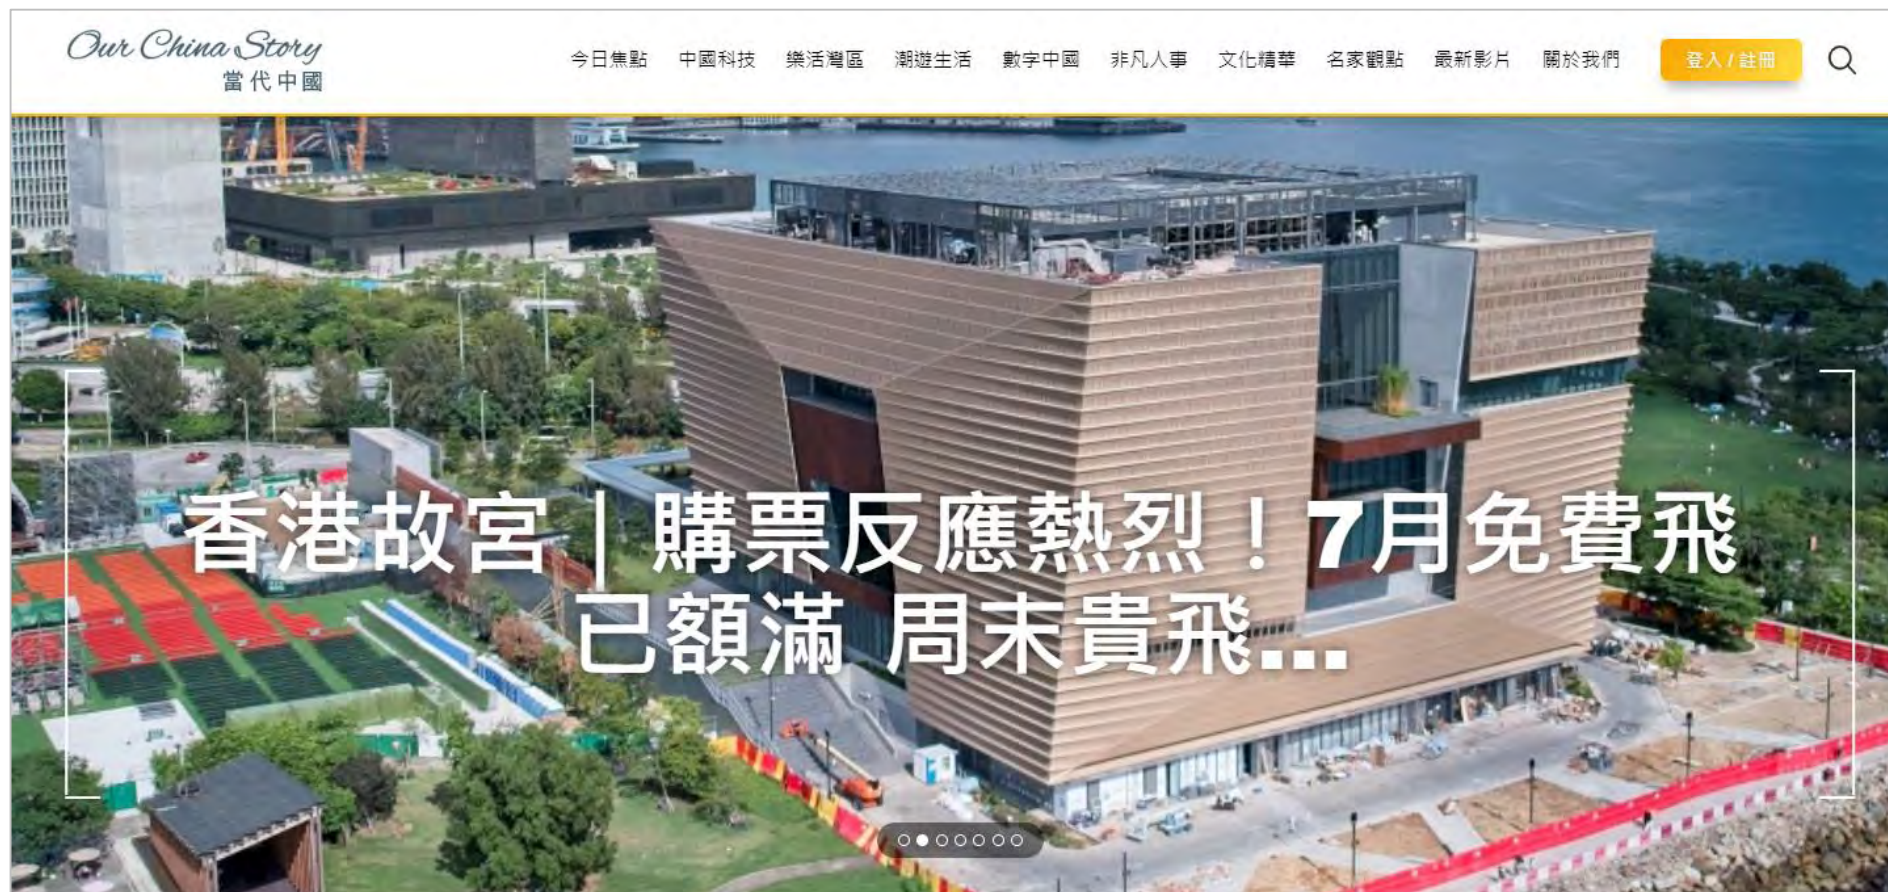 Our China Story
當代中國
今日焦點 中國科技 樂活灣區 潮遊生活 數字中國 非凡人事 文化精華 名家觀點 最新影片 關於我們 登入 / 註冊
香港故宮｜購票反應熱烈！7月免費飛
已額滿 周末貴飛...